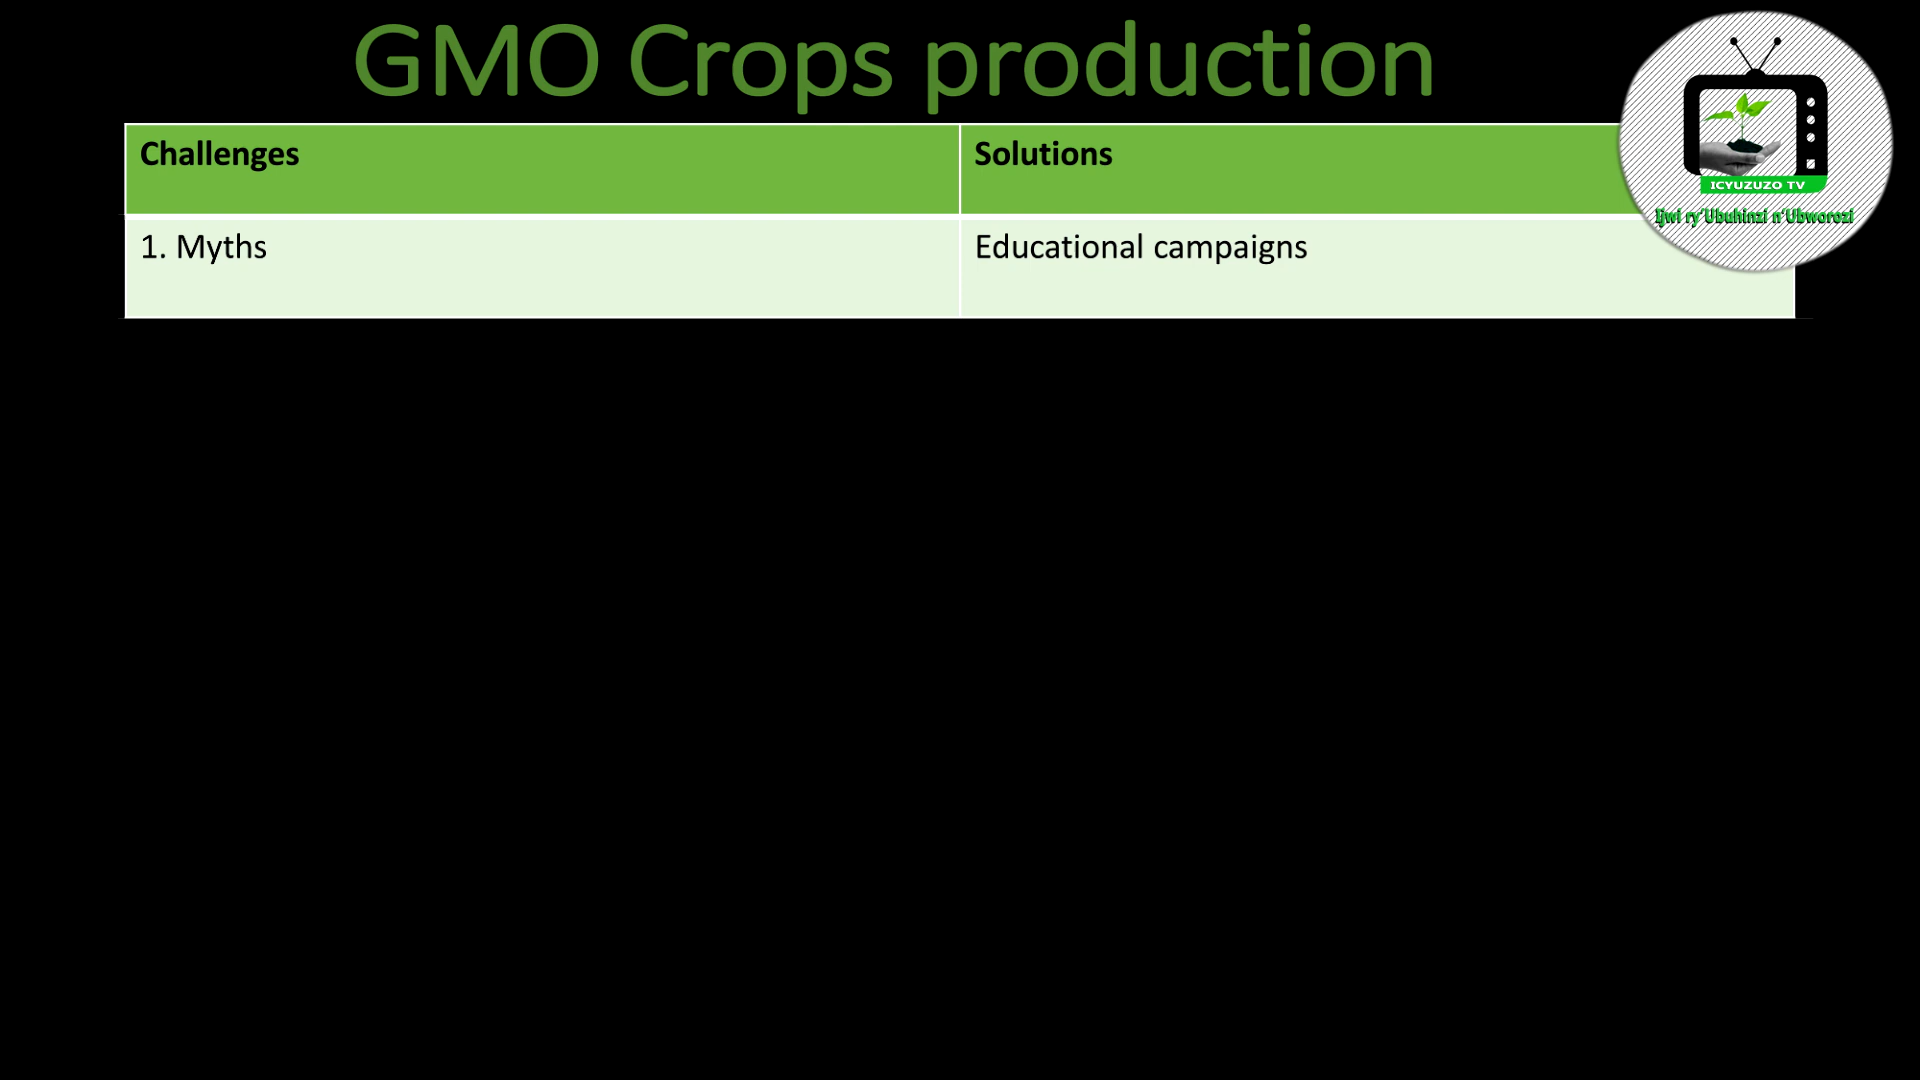 GMO Crops production
Challenges
Solutions
1. Myths
Educational campaigns
ICYUZUZO TV
Ijwi ry'Ubuhinzi n'Ubworozi